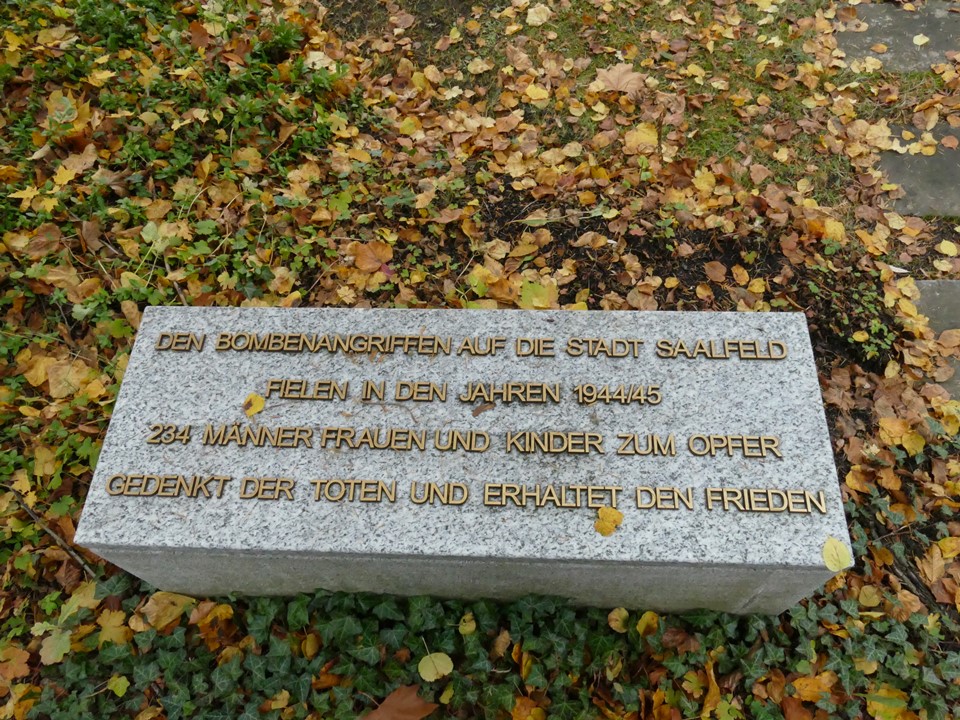 DEN BOMBENANGRIFFEN AUF DIE STADT SAALFELD
FIELEN IN DEN JAHREN 1944/45
234 MÄNNER FRAUEN UND KINDER ZUM OPFER
GEDENKT DER TOTEN UND ERHALTET DEN FRIEDEN